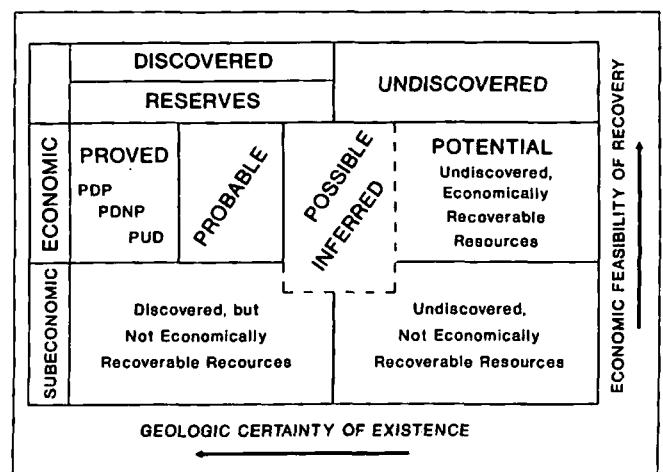 DISCOVERED
RESERVES
UNDISCOVERED
ECONOMIC
PROVED
PDP
PDNP
PUD
PROBABLE
POSSIBLE
INFERRED
POTENTIAL
Undiscovered,
Economically
Recoverable
Resources
SUBECONOMIC
Discovered, but
Not Economically
Recoverable Recources
Undiscovered,
Not Economically
Recoverable Resources
ECONOMIC FEASIBILITY OF RECOVERY
GEOLOGIC CERTAINTY OF EXISTENCE